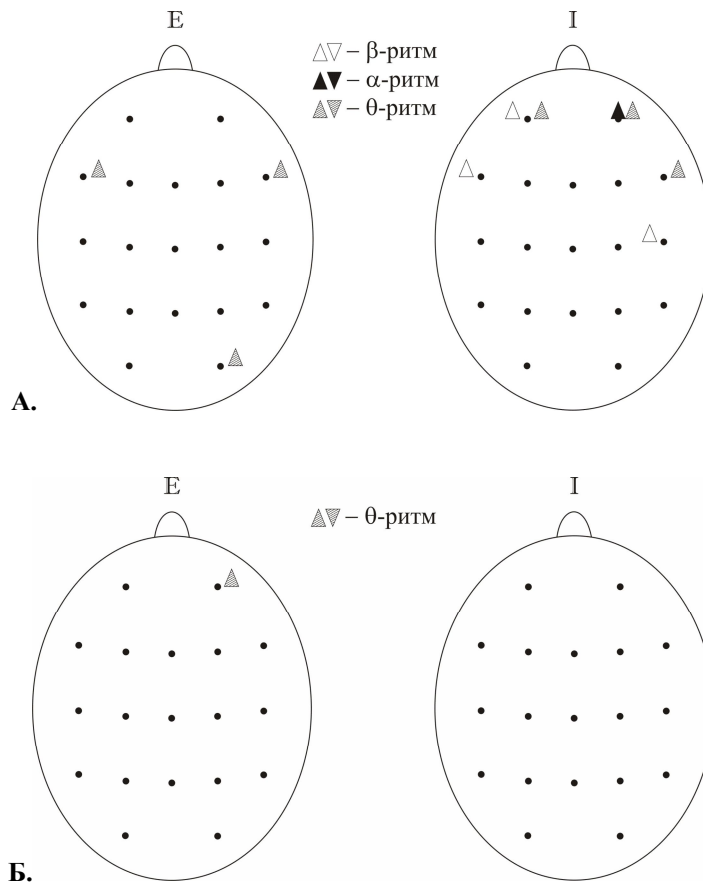 E I
△▽ – β-ритм
▲▼ – α-ритм
▲▼ – θ-ритм
А.
E I
▲▼ – θ-ритм
Б.